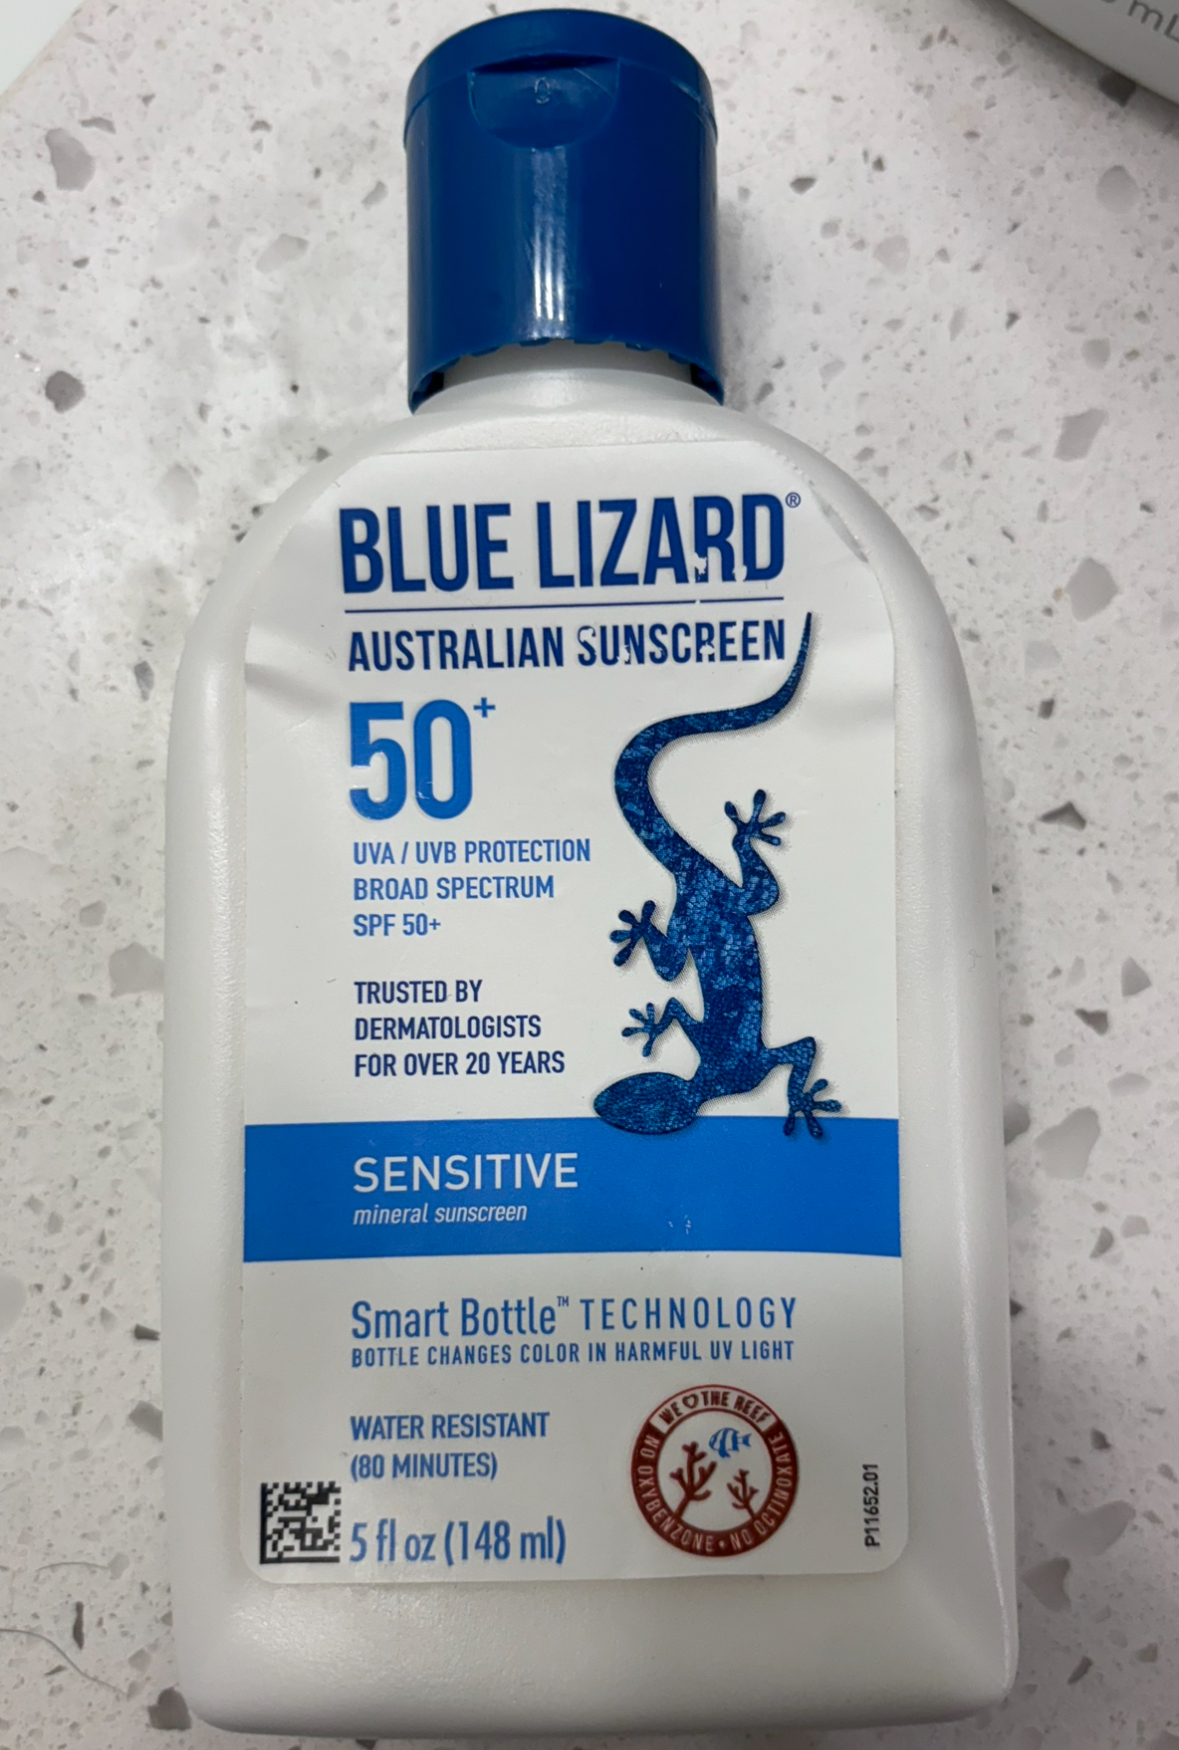 mL
BLUE LIZARD®
AUSTRALIAN SUNSCREEN
50+
UVA / UVB PROTECTION
BROAD SPECTRUM
SPF 50+
TRUSTED BY
DERMATOLOGISTS
FOR OVER 20 YEARS
SENSITIVE
mineral sunscreen
Smart Bottle™ TECHNOLOGY
BOTTLE CHANGES COLOR IN HARMFUL UV LIGHT
WATER RESISTANT
(80 MINUTES)
5 fl oz (148 ml)
WE ♡ THE REEF
NO OXYBENZONE • NO OCTINOXATE
P11652.01